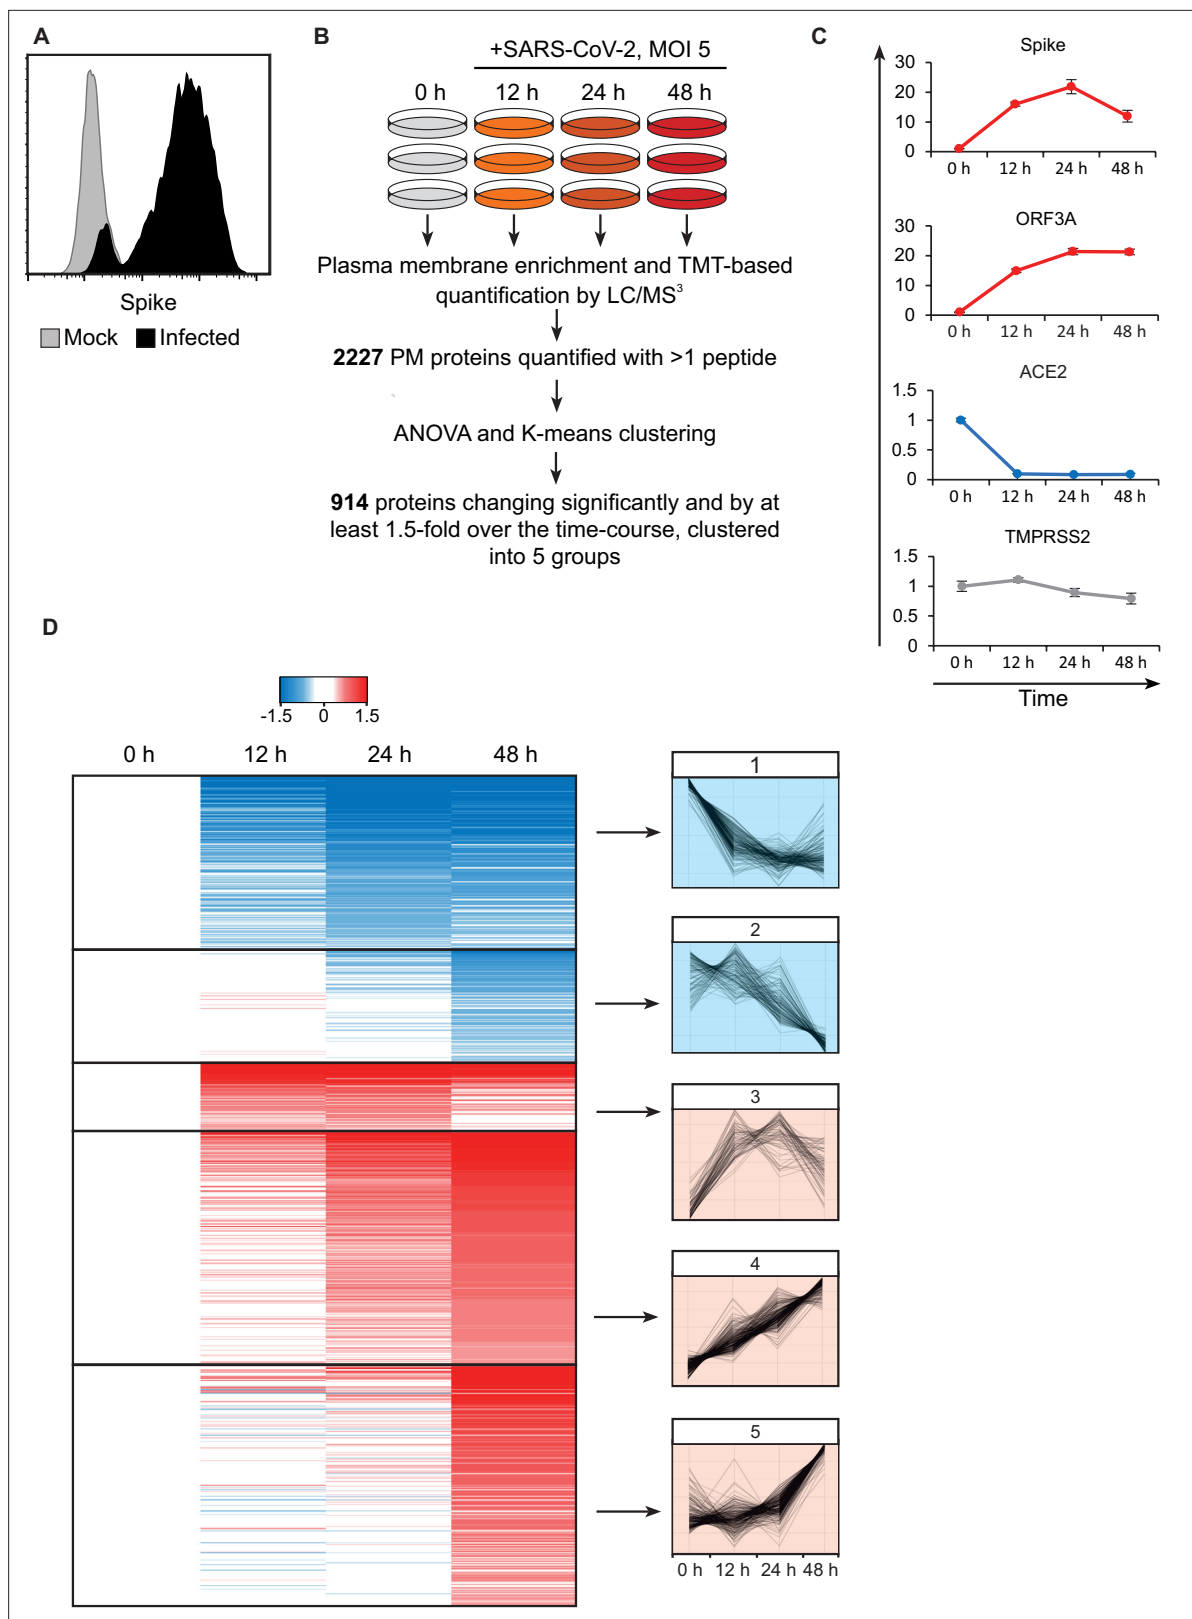 A
Spike
Mock Infected
B
+SARS-CoV-2, MOI 5
0 h 12 h 24 h 48 h
Plasma membrane enrichment and TMT-based
quantification by LC/MS³
2227 PM proteins quantified with >1 peptide
ANOVA and K-means clustering
914 proteins changing significantly and by at
least 1.5-fold over the time-course, clustered
into 5 groups
C
Spike
30
20
10
0
0 h 12 h 24 h 48 h
ORF3A
30
20
10
0
0 h 12 h 24 h 48 h
ACE2
1.5
1
0.5
0
0 h 12 h 24 h 48 h
TMPRSS2
1.5
1
0.5
0
0 h 12 h 24 h 48 h
Time
D
-1.5 0 1.5
0 h 12 h 24 h 48 h
1
2
3
4
5
0 h 12 h 24 h 48 h